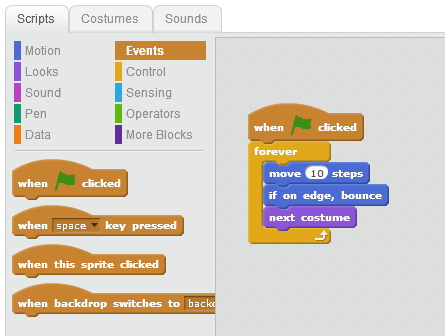 Scripts Costumes Sounds
Motion Events
Looks Control
Sound Sensing
Pen Operators
Data More Blocks
when clicked
when space key pressed
when this sprite clicked
when backdrop switches to
when clicked
forever
move 10 steps
if on edge, bounce
next costume